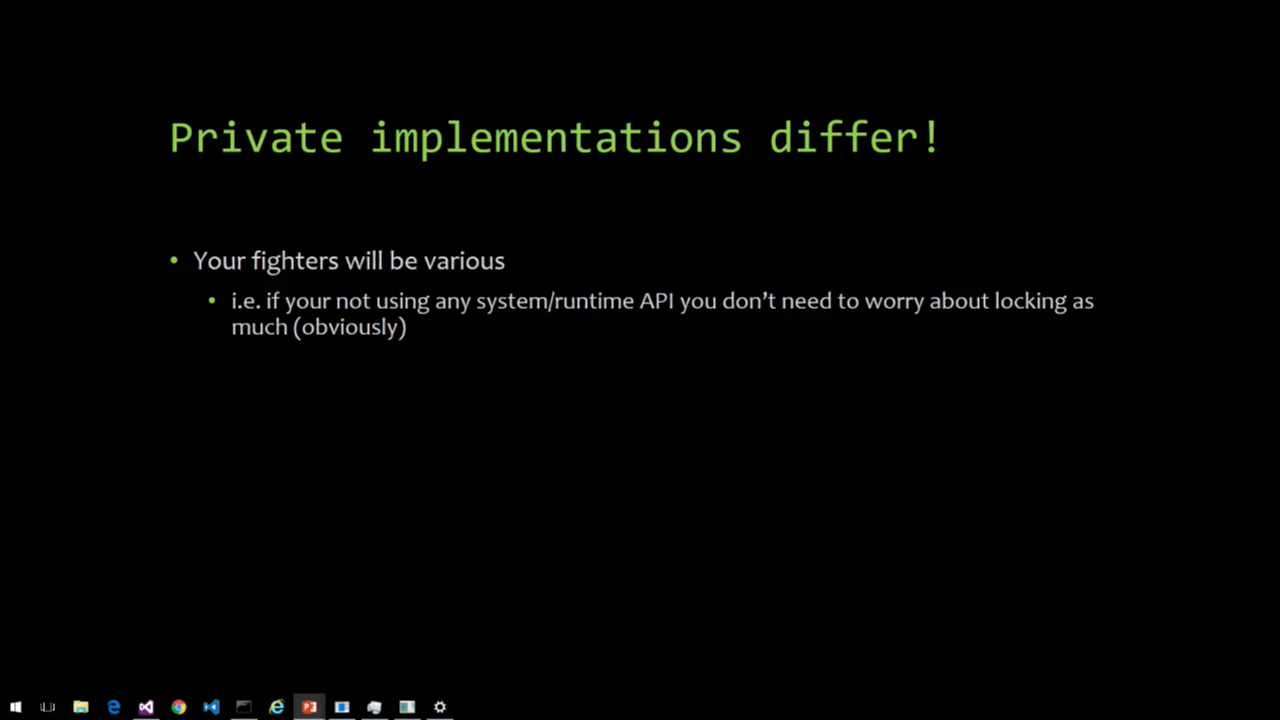 Private implementations differ!
• Your fighters will be various
• i.e. if your not using any system/runtime API you don’t need to worry about locking as
much (obviously)